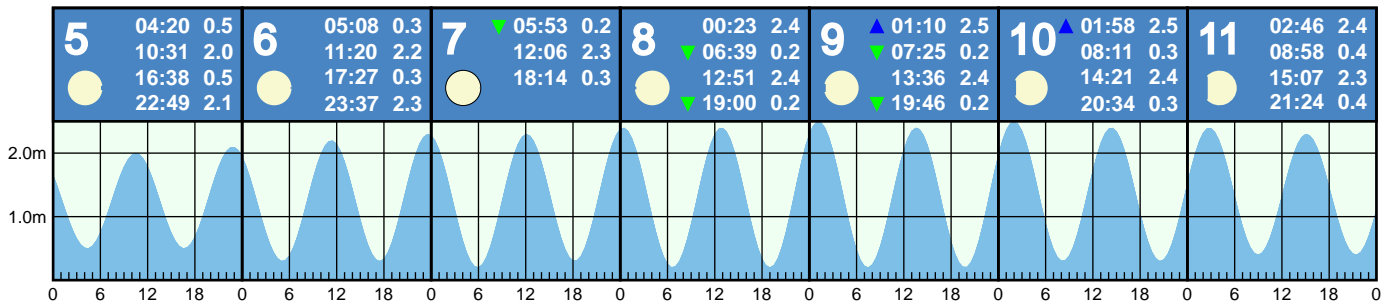 5
04:20 0.5
10:31 2.0
16:38 0.5
22:49 2.1
6
05:08 0.3
11:20 2.2
17:27 0.3
23:37 2.3
7
▼ 05:53 0.2
12:06 2.3
18:14 0.3
8
00:23 2.4
▼ 06:39 0.2
12:51 2.4
▼ 19:00 0.2
9
▲ 01:10 2.5
▼ 07:25 0.2
13:36 2.4
▼ 19:46 0.2
10
▲ 01:58 2.5
08:11 0.3
14:21 2.4
20:34 0.3
11
02:46 2.4
08:58 0.4
15:07 2.3
21:24 0.4
2.0m
1.0m
0 6 12 18 0 6 12 18 0 6 12 18 0 6 12 18 0 6 12 18 0 6 12 18 0 6 12 18 0